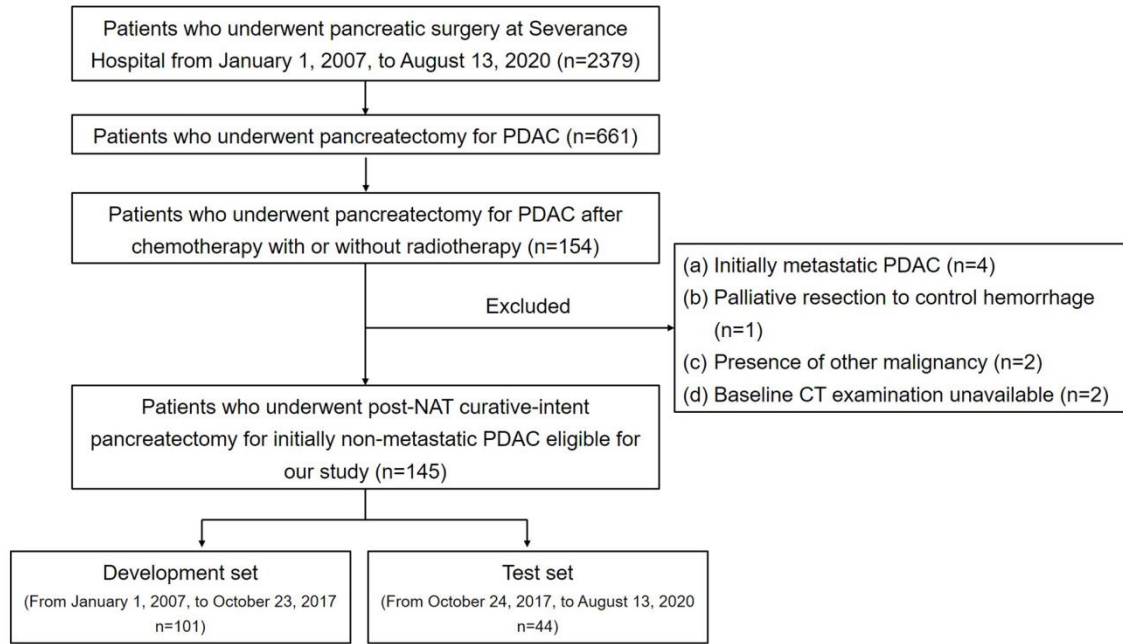 Patients who underwent pancreatic surgery at Severance
Hospital from January 1, 2007, to August 13, 2020 (n=2379)
Patients who underwent pancreatectomy for PDAC (n=661)
Patients who underwent pancreatectomy for PDAC after
chemotherapy with or without radiotherapy (n=154)
Excluded
(a) Initially metastatic PDAC (n=4)
(b) Palliative resection to control hemorrhage
(n=1)
(c) Presence of other malignancy (n=2)
(d) Baseline CT examination unavailable (n=2)
Patients who underwent post-NAT curative-intent
pancreatectomy for initially non-metastatic PDAC eligible for
our study (n=145)
Development set
(From January 1, 2007, to October 23, 2017
n=101)
Test set
(From October 24, 2017, to August 13, 2020
n=44)